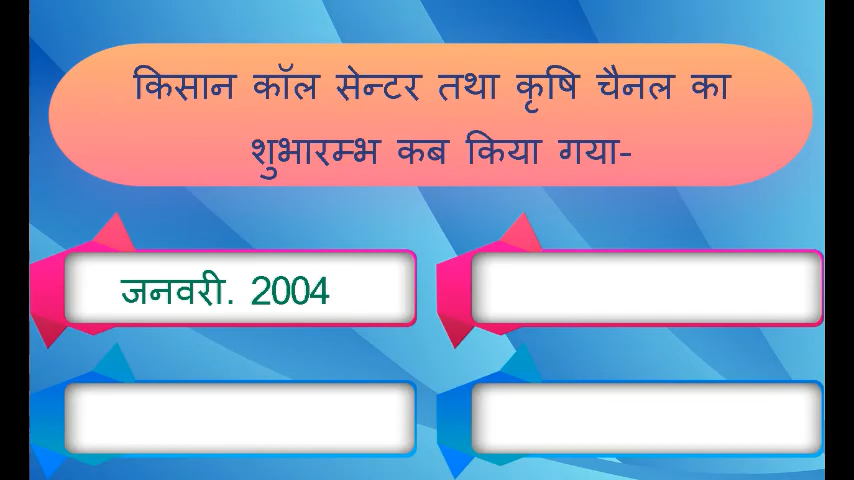 किसान कॉल सेन्टर तथा कृषि चैनल का
शुभारम्भ कब किया गया-
जनवरी. 2004